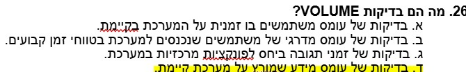 26. מה הם בדיקות VOLUME?
א. בדיקות של עומס משתמשים בו זמנית על המערכת בקיימת.
ב. בדיקות של עומס מדרגי של משתמשים שנכנסים למערכת בטווחי זמן קבועים.
ג. בדיקות של זמני תגובה ביחס לפונקציות מרכזיות במערכת.
ד. בדיקות של עומס מידע שמורץ על מערכת קיימת.